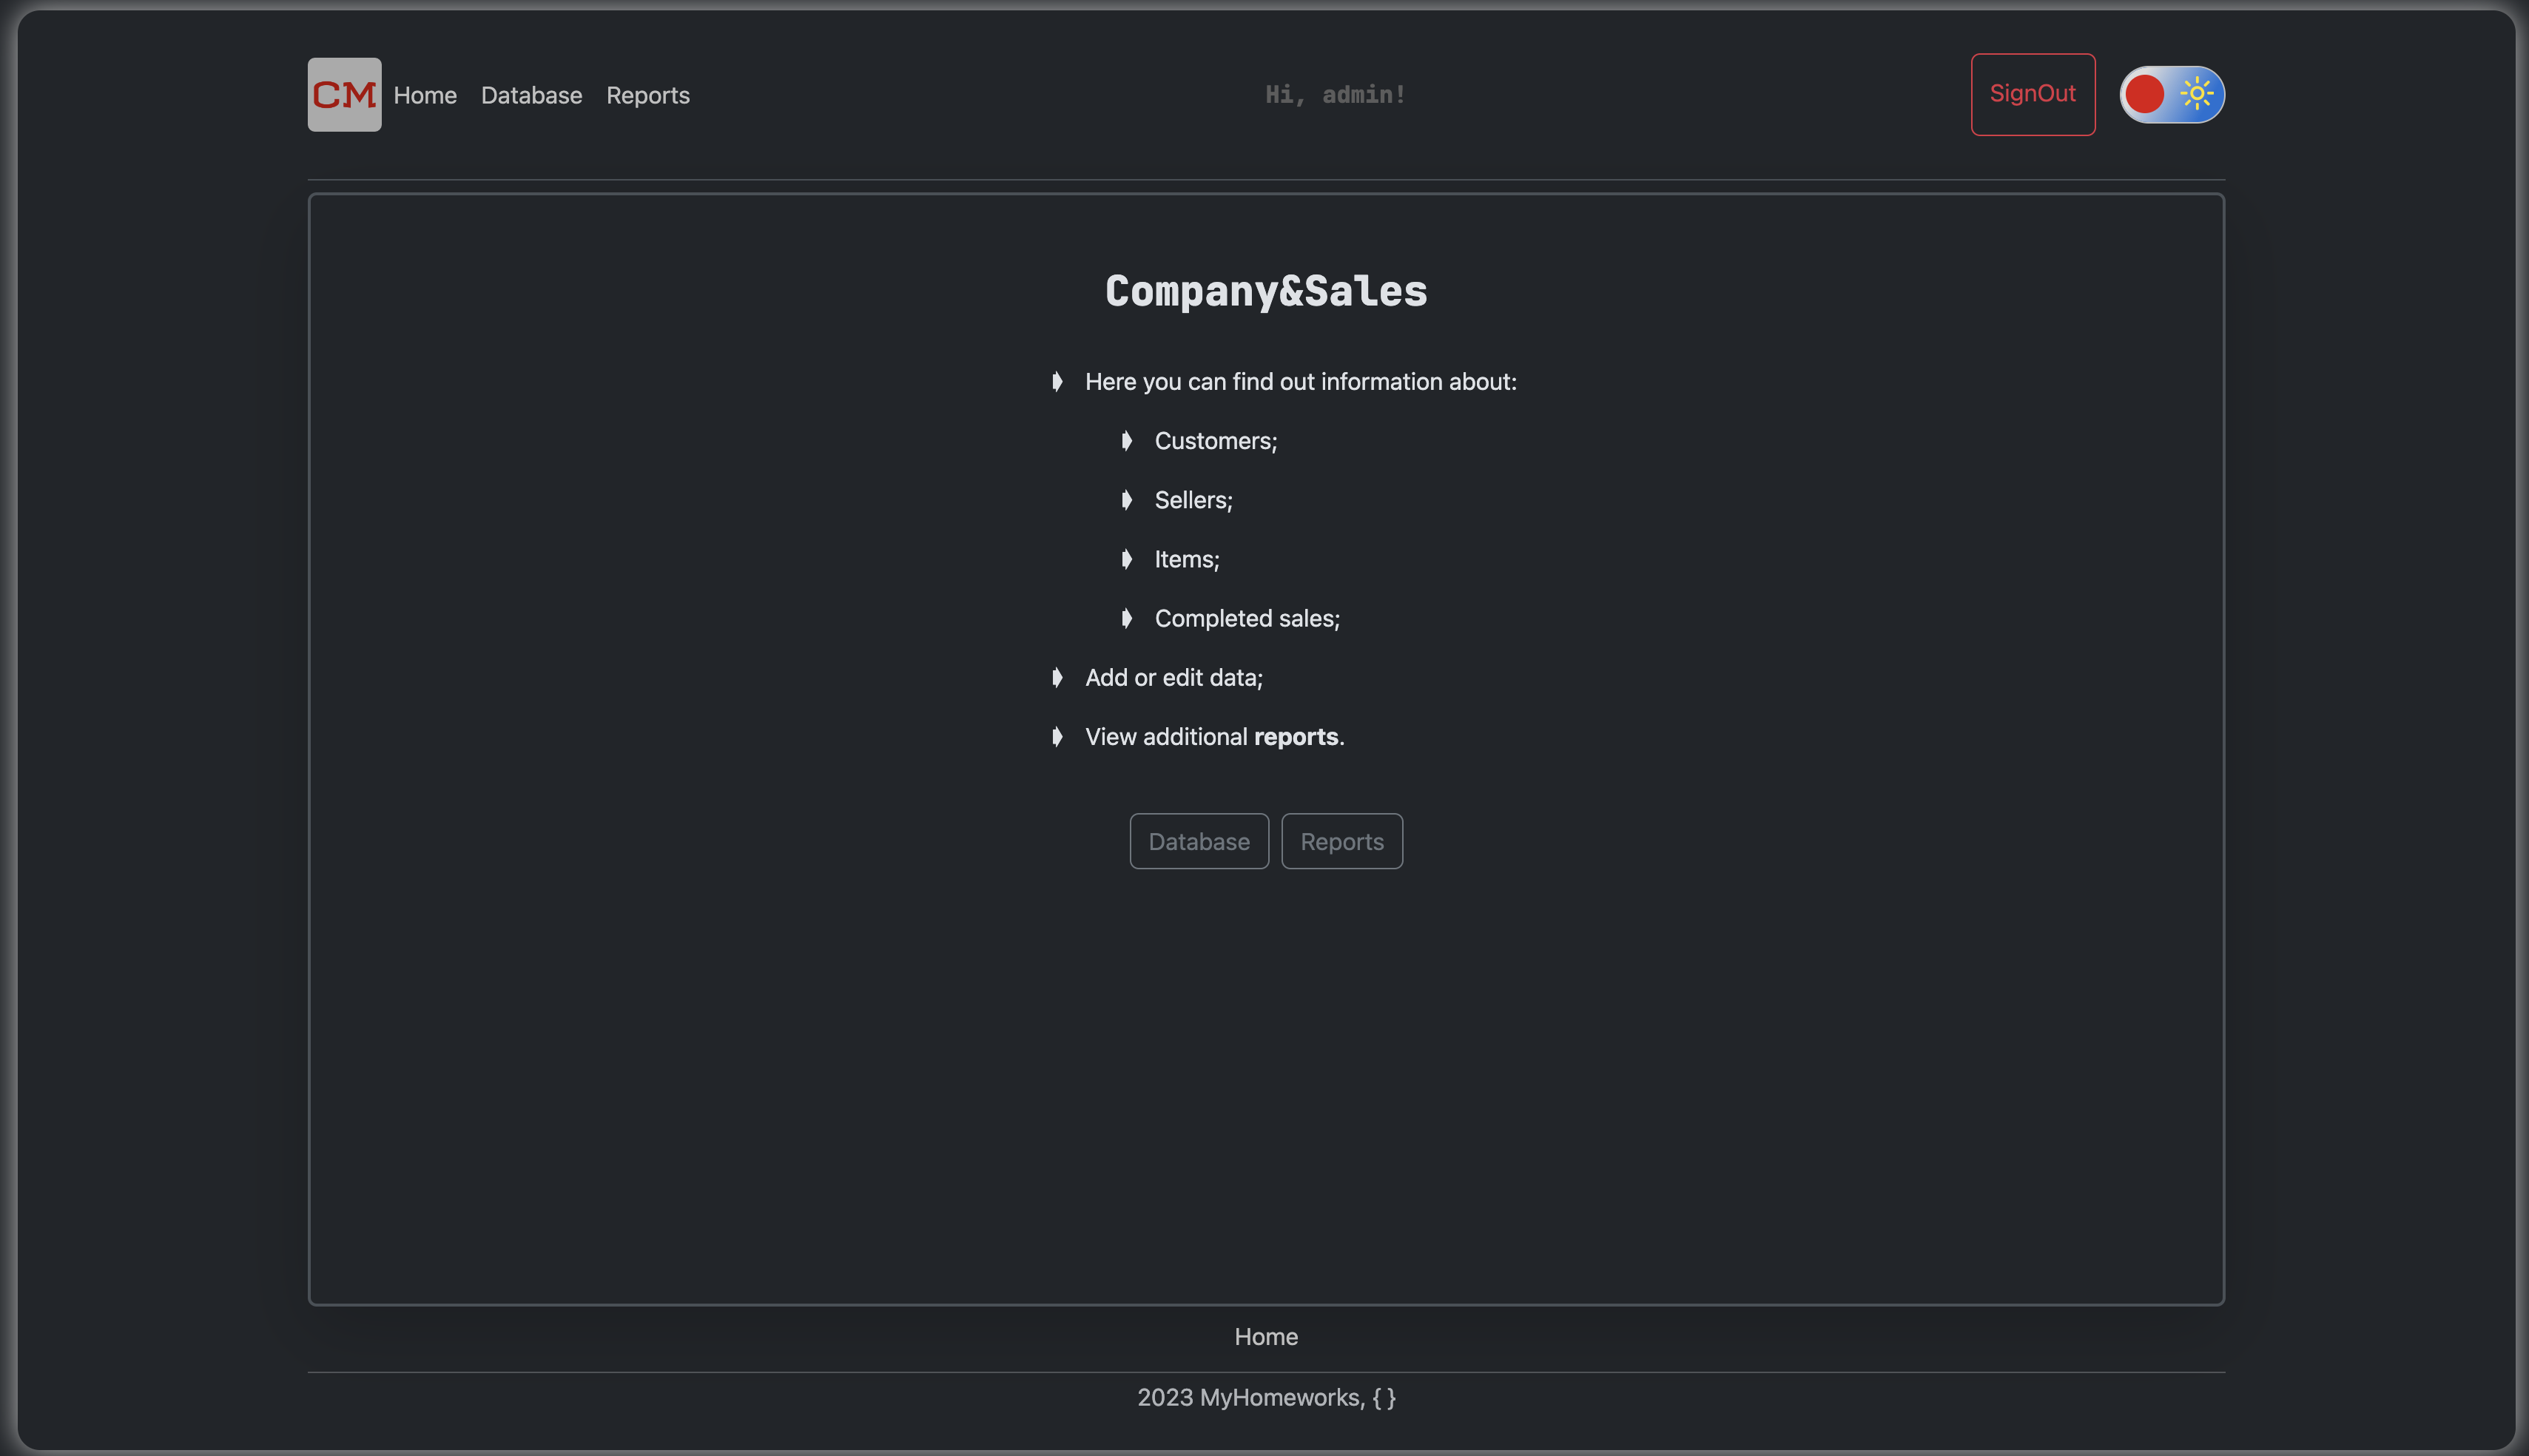 CM Home Database Reports Hi, admin! SignOut
Company&Sales
Here you can find out information about:
Customers;
Sellers;
Items;
Completed sales;
Add or edit data;
View additional reports.
Database Reports
Home
2023 MyHomeworks, { }